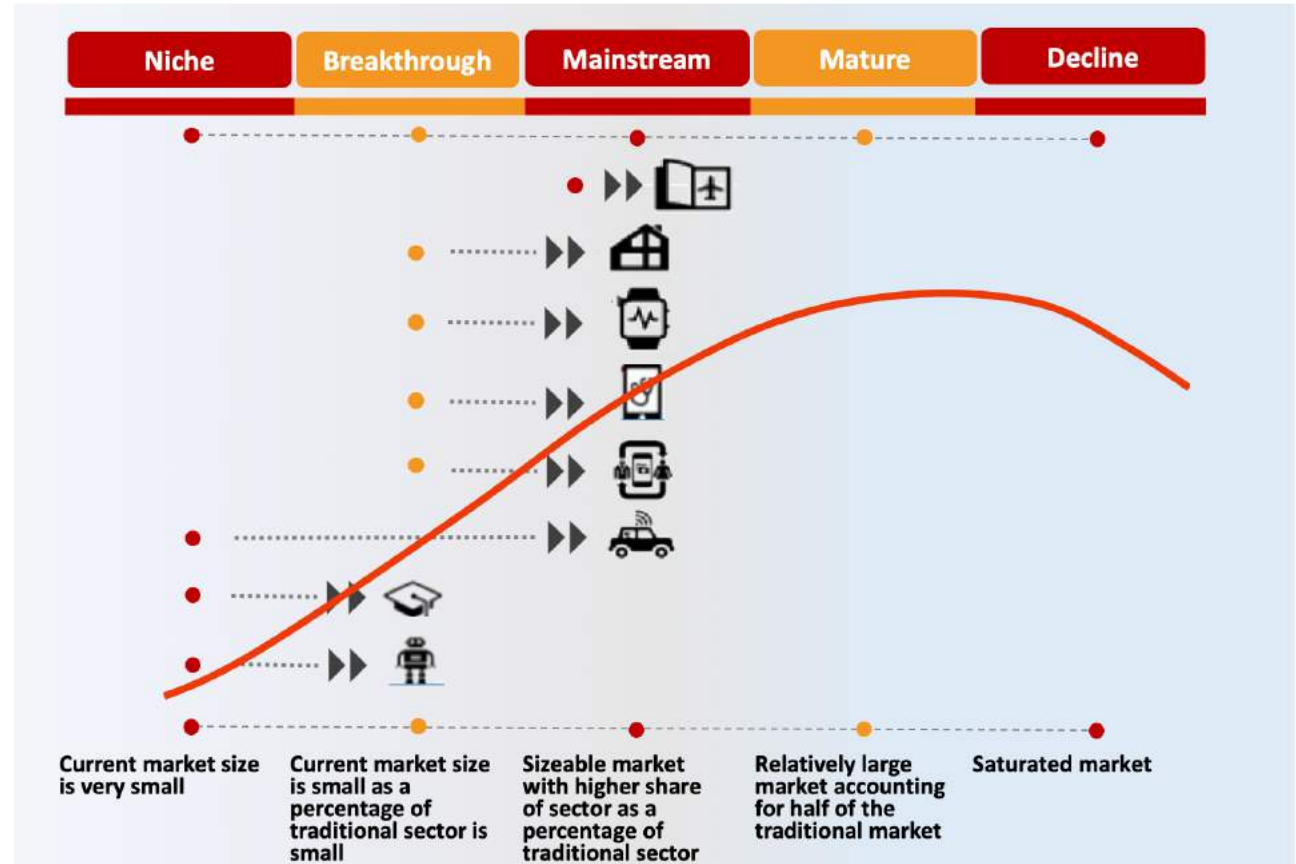 Niche
Breakthrough
Mainstream
Mature
Decline
Current market size
is very small
Current market size
is small as a
percentage of
traditional sector is
small
Sizeable market
with higher share
of sector as a
percentage of
traditional sector
Relatively large
market accounting
for half of the
traditional market
Saturated market